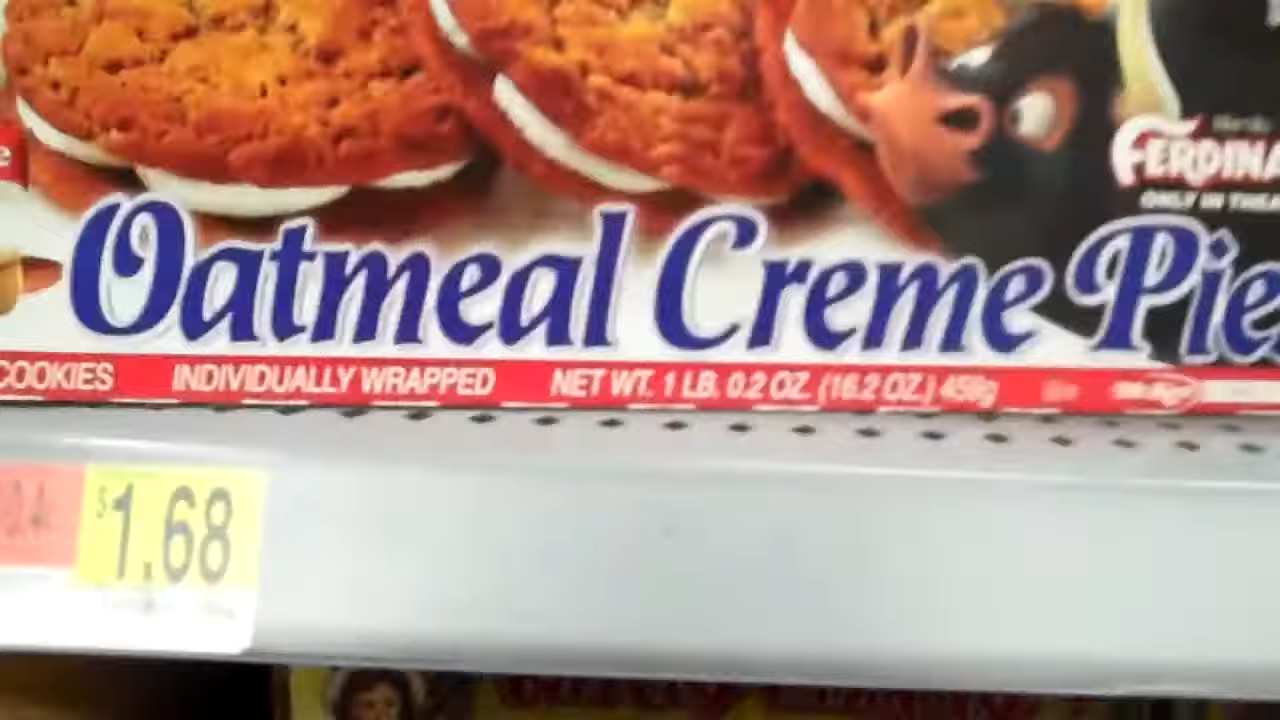 e
FERDINA
ONLY IN THEA
Oatmeal Creme Pie
COOKIES INDIVIDUALLY WRAPPED NET WT. 1 LB. 0.2 OZ. (16.2 OZ.) 459g
$1.68